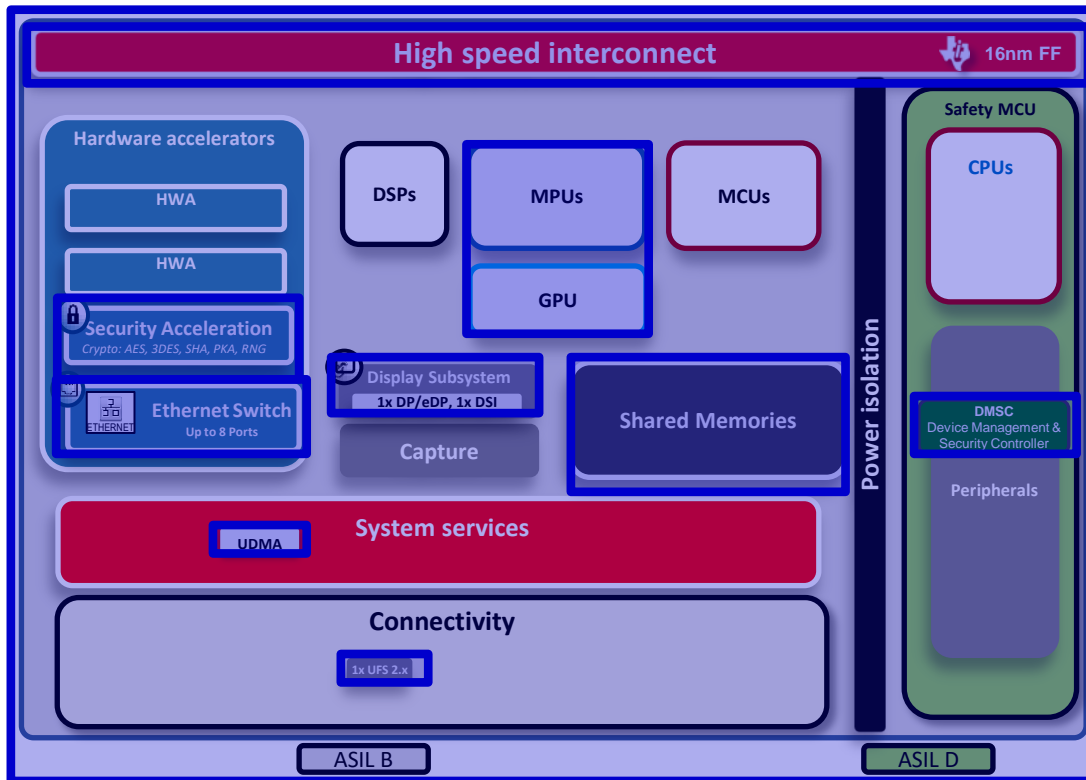 High speed interconnect
16nm FF
Hardware accelerators
HWA
HWA
Security Acceleration
Crypto: AES, 3DES, SHA, PKA, RNG
ETHERNET
Ethernet Switch
Up to 8 Ports
DSPs
MPUs
MCUs
GPU
Display Subsystem
1x DP/eDP, 1x DSI
Capture
Shared Memories
System services
UDMA
Connectivity
1x UFS 2.x
Power isolation
Safety MCU
CPUs
DMSC
Device Management &
Security Controller
Peripherals
ASIL B
ASIL D